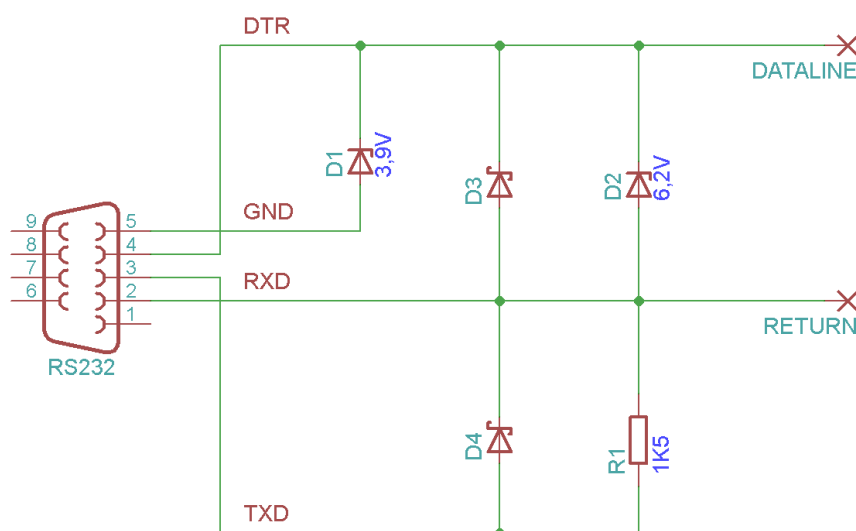 DTR
DATALINE
D1
3,9V
D3
D2
6,2V
GND
9
5
8
4
7
3
RXD
6
2
1
RETURN
RS232
D4
R1
1K5
TXD